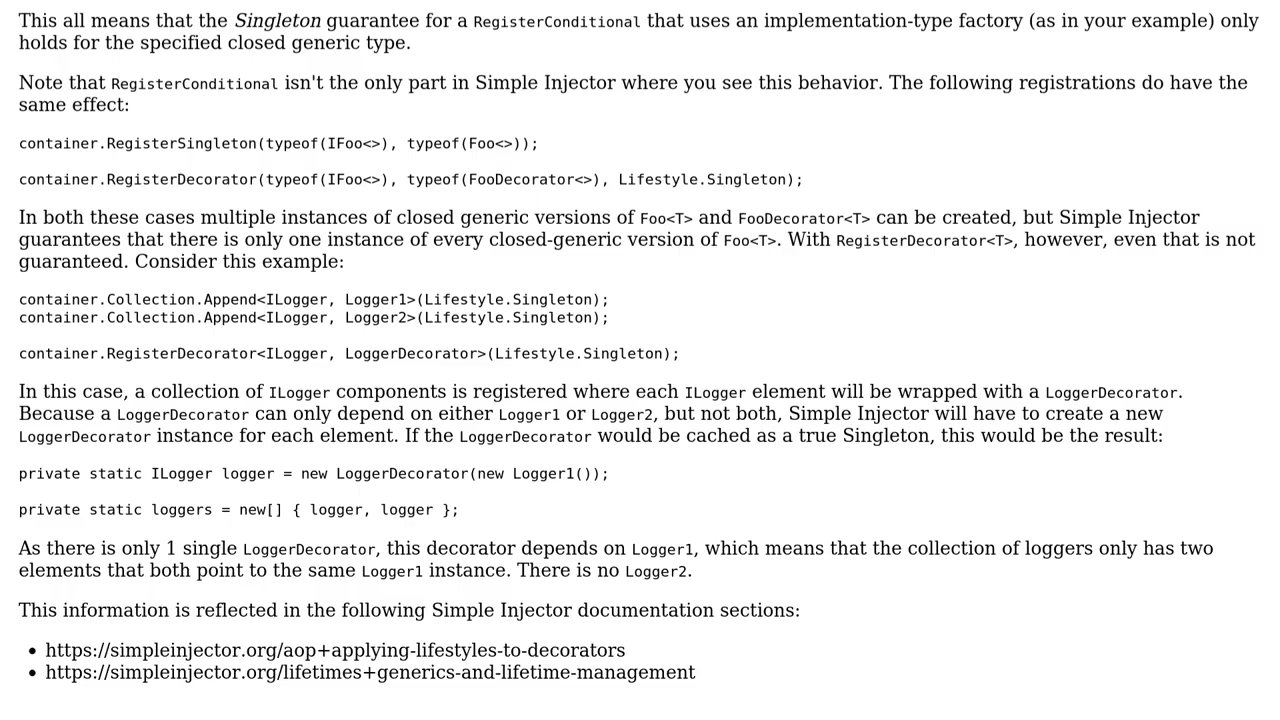 This all means that the Singleton guarantee for a RegisterConditional that uses an implementation-type factory (as in your example) only
holds for the specified closed generic type.
Note that RegisterConditional isn't the only part in Simple Injector where you see this behavior. The following registrations do have the
same effect:
container.RegisterSingleton(typeof(IFoo<>), typeof(Foo<>));
container.RegisterDecorator(typeof(IFoo<>), typeof(FooDecorator<>), Lifestyle.Singleton);
In both these cases multiple instances of closed generic versions of Foo<T> and FooDecorator<T> can be created, but Simple Injector
guarantees that there is only one instance of every closed-generic version of Foo<T>. With RegisterDecorator<T>, however, even that is not
guaranteed. Consider this example:
container.Collection.Append<ILogger, Logger1>(Lifestyle.Singleton);
container.Collection.Append<ILogger, Logger2>(Lifestyle.Singleton);
container.RegisterDecorator<ILogger, LoggerDecorator>(Lifestyle.Singleton);
In this case, a collection of ILogger components is registered where each ILogger element will be wrapped with a LoggerDecorator.
Because a LoggerDecorator can only depend on either Logger1 or Logger2, but not both, Simple Injector will have to create a new
LoggerDecorator instance for each element. If the LoggerDecorator would be cached as a true Singleton, this would be the result:
private static ILogger logger = new LoggerDecorator(new Logger1());
private static loggers = new[] { logger, logger };
As there is only 1 single LoggerDecorator, this decorator depends on Logger1, which means that the collection of loggers only has two
elements that both point to the same Logger1 instance. There is no Logger2.
This information is reflected in the following Simple Injector documentation sections:
• https://simpleinjector.org/aop+applying-lifestyles-to-decorators
• https://simpleinjector.org/lifetimes+generics-and-lifetime-management